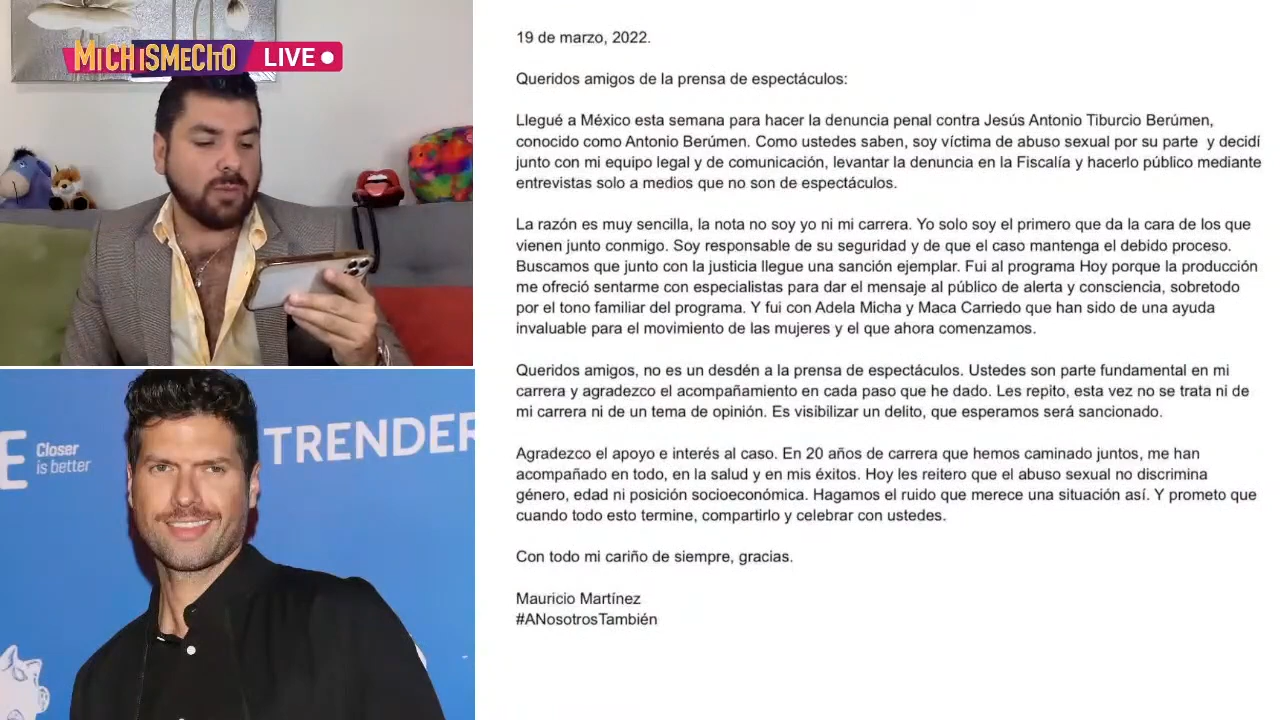 MICHISMECITO LIVE
E Closer
is better
TRENDER
19 de marzo, 2022.
Queridos amigos de la prensa de espectáculos:
Llegué a México esta semana para hacer la denuncia penal contra Jesús Antonio Tiburcio Berúmen,
conocido como Antonio Berúmen. Como ustedes saben, soy víctima de abuso sexual por su parte y decidí
junto con mi equipo legal y de comunicación, levantar la denuncia en la Fiscalía y hacerlo público mediante
entrevistas solo a medios que no son de espectáculos.
La razón es muy sencilla, la nota no soy yo ni mi carrera. Yo solo soy el primero que da la cara de los que
vienen junto conmigo. Soy responsable de su seguridad y de que el caso mantenga el debido proceso.
Buscamos que junto con la justicia llegue una sanción ejemplar. Fui al programa Hoy porque la producción
me ofreció sentarme con especialistas para dar el mensaje al público de alerta y consciencia, sobretodo
por el tono familiar del programa. Y fui con Adela Micha y Maca Carriedo que han sido de una ayuda
invaluable para el movimiento de las mujeres y el que ahora comenzamos.
Queridos amigos, no es un desdén a la prensa de espectáculos. Ustedes son parte fundamental en mi
carrera y agradezco el acompañamiento en cada paso que he dado. Les repito, esta vez no se trata ni de
mi carrera ni de un tema de opinión. Es visibilizar un delito, que esperamos será sancionado.
Agradezco el apoyo e interés al caso. En 20 años de carrera que hemos caminado juntos, me han
acompañado en todo, en la salud y en mis éxitos. Hoy les reitero que el abuso sexual no discrimina
género, edad ni posición socioeconómica. Hagamos el ruido que merece una situación así. Y prometo que
cuando todo esto termine, compartirlo y celebrar con ustedes.
Con todo mi cariño de siempre, gracias.
Mauricio Martínez
#ANosotrosTambién